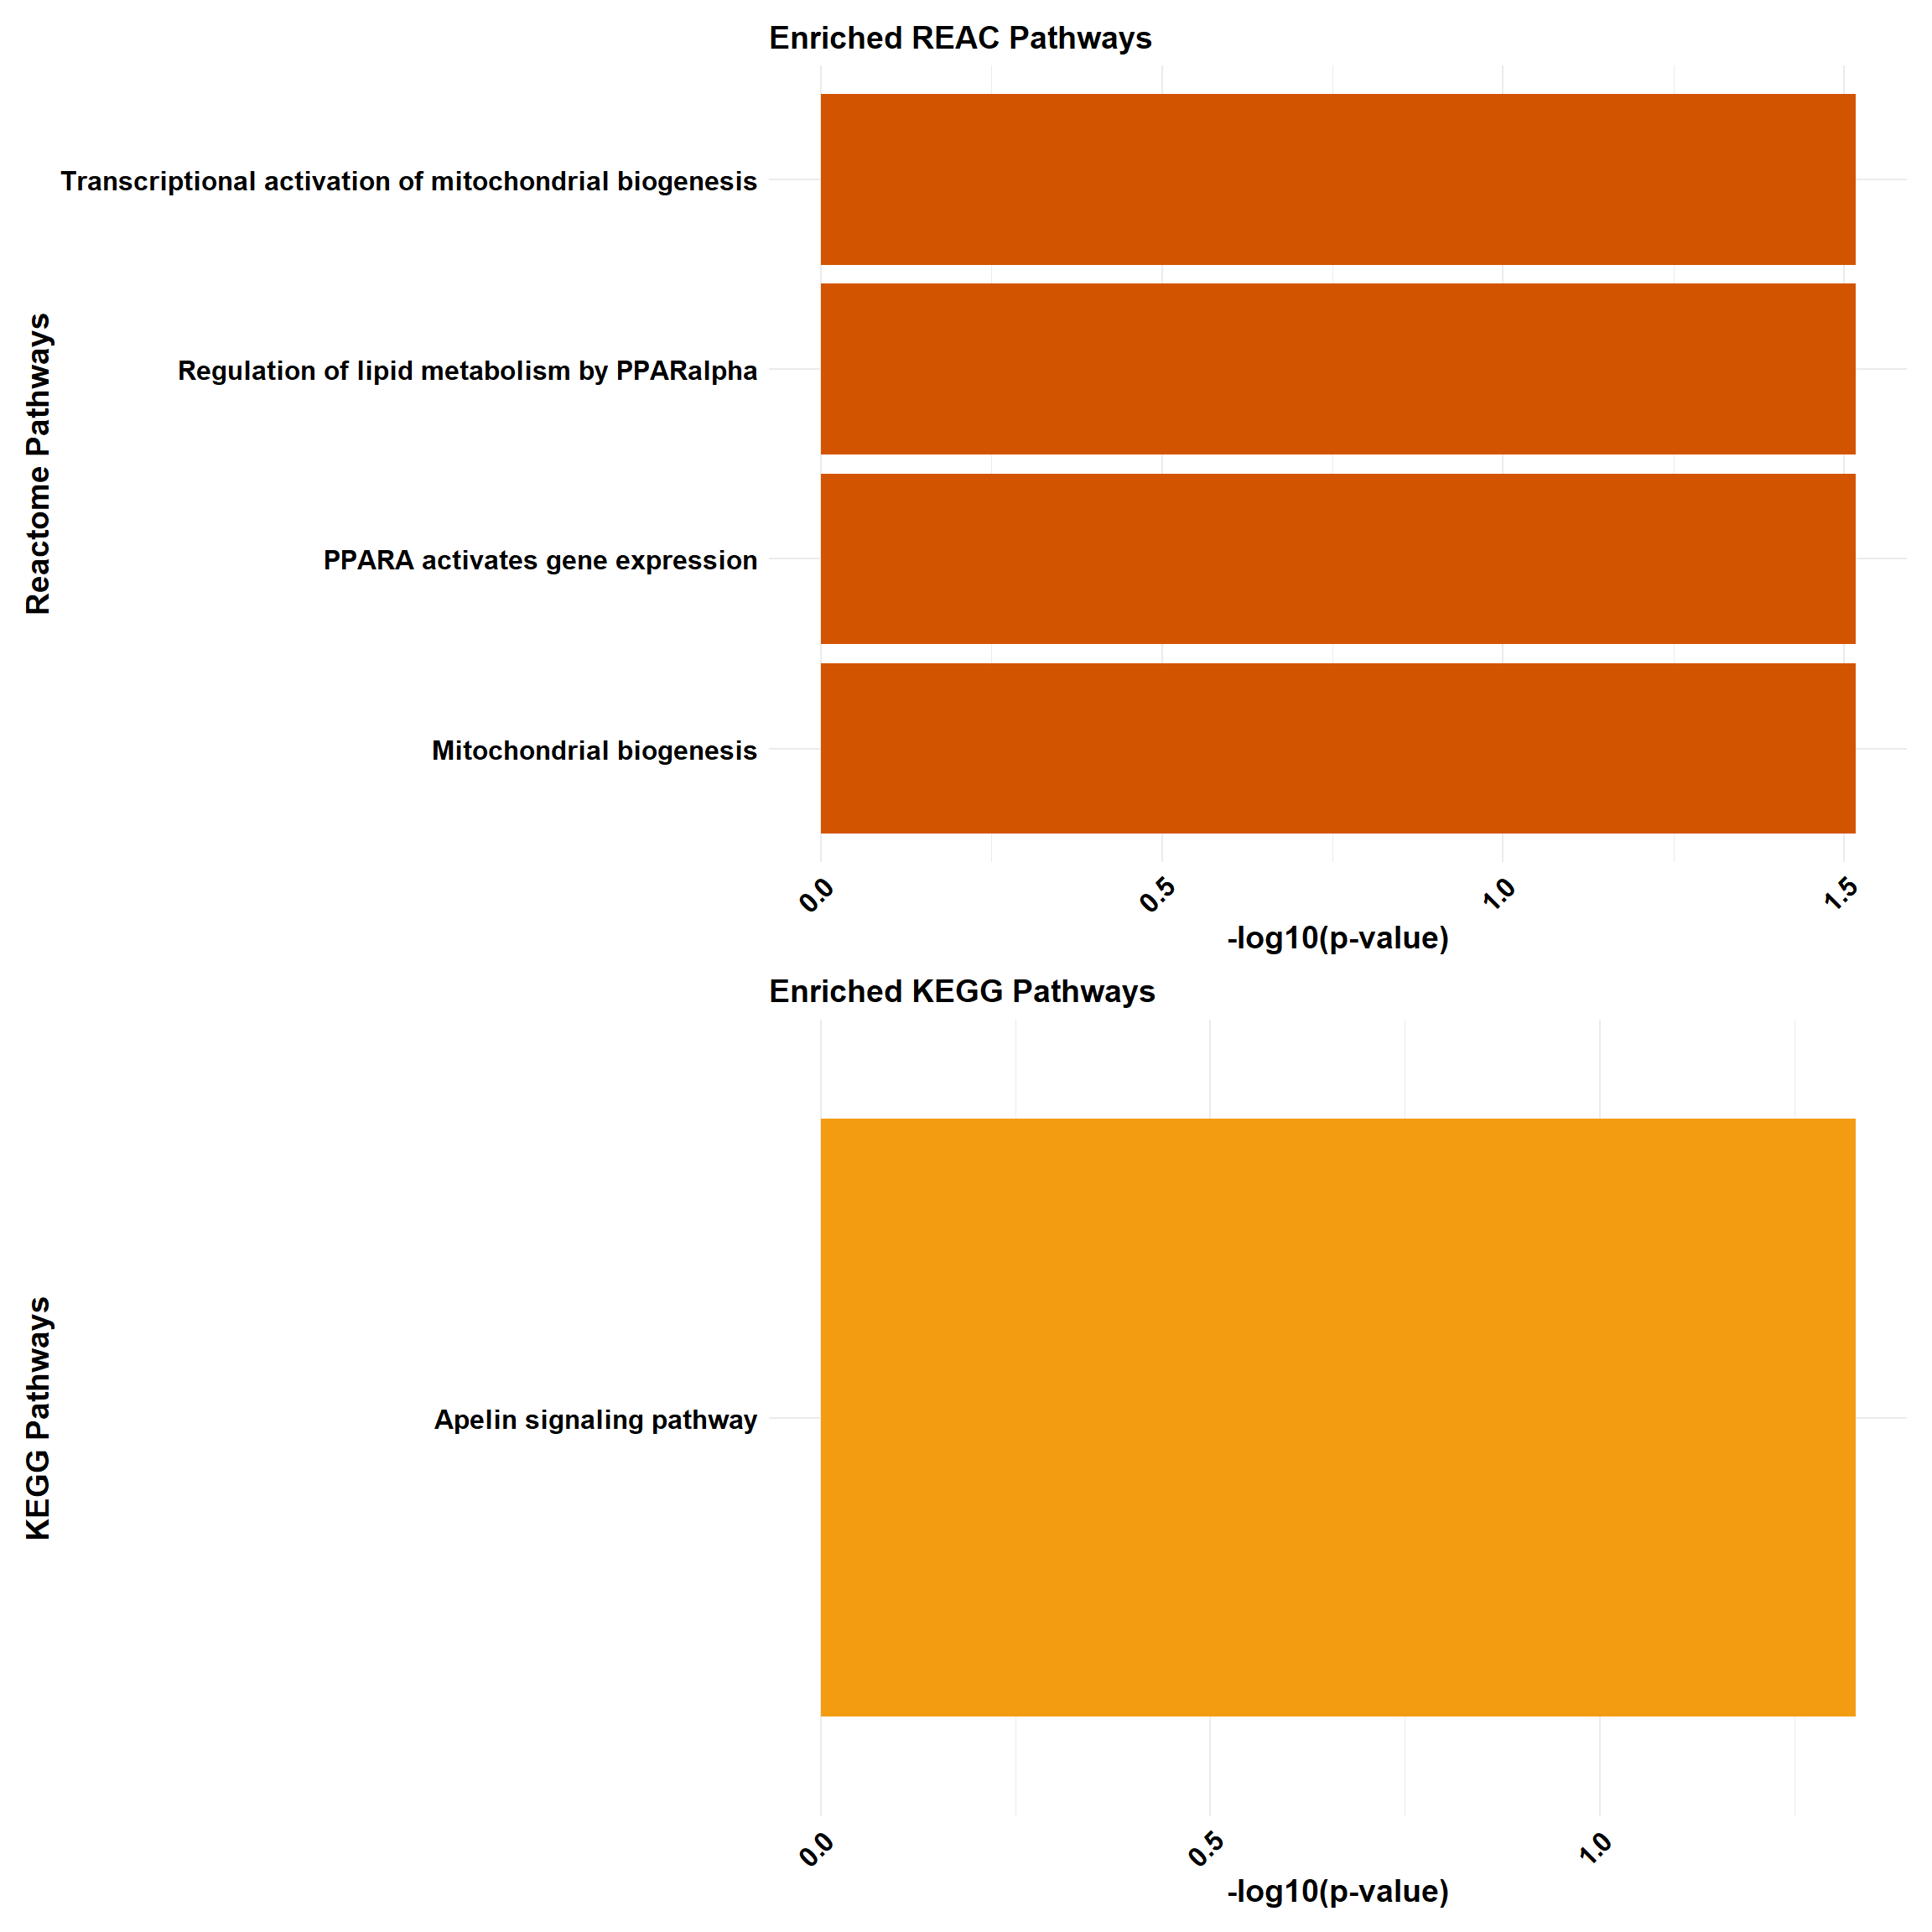 Enriched REAC Pathways
Reactome Pathways
Transcriptional activation of mitochondrial biogenesis
Regulation of lipid metabolism by PPARalpha
PPARA activates gene expression
Mitochondrial biogenesis
0.0 0.5 1.0 1.5
-log10(p-value)
Enriched KEGG Pathways
KEGG Pathways
Apelin signaling pathway
0.0 0.5 1.0
-log10(p-value)